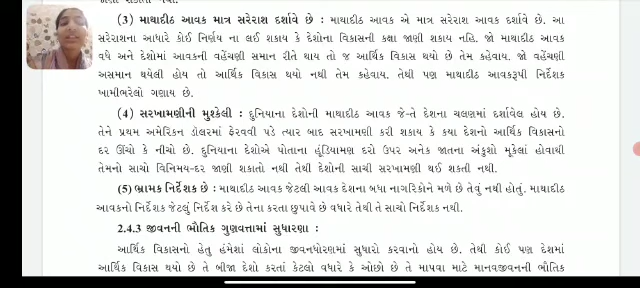 (3) માથાદીઠ આવક માત્ર સરેરાશ દર્શાવે છે : માથાદીઠ આવક એ માત્ર સરેરાશ આવક દર્શાવે છે. આ
સરેરાશના આધારે કોઈ નિર્ણય ના લઈ શકાય કે દેશોના વિકાસની કક્ષા જાણી શકાય નહિ. જો માથાદીઠ આવક
વધે અને દેશોમાં આવકની વહેંચણી સમાન રીતે થાય તો જ આર્થિક વિકાસ થયો છે તેમ કહેવાય. જો વહેંચણી
અસમાન થયેલી હોય તો આર્થિક વિકાસ થયો નથી તેમ કહેવાય. તેથી પણ માથાદીઠ આવકરૂપી નિર્દેશક
ખામીભરેલો ગણાય છે.
(4) સરખામણીની મુશ્કેલી : દુનિયાના દેશોની માથાદીઠ આવક જે-તે દેશના ચલણમાં દર્શાવેલ હોય છે.
તેને પ્રથમ અમેરિકન ડોલરમાં ફેરવવી પડે ત્યાર બાદ સરખામણી કરી શકાય કે કયા દેશનો આર્થિક વિકાસનો
દર ઊંચો કે નીચો છે. દુનિયાના દેશોએ પોતાના હૂંડિયામણ દરો ઉપર અનેક જાતના અંકુશો મૂકેલાં હોવાથી
તેમનો સાચો વિનિમય-દર જાણી શકાતો નથી તેથી દેશોની સાચી સરખામણી થઈ શકતી નથી.
(5) ભ્રામક નિર્દેશક છે : માથાદીઠ આવક જેટલી આવક દેશના બધા નાગરિકોને મળે છે તેવું નથી હોતું. માથાદીઠ
આવકનો નિર્દેશક જેટલું નિર્દેશ કરે છે તેના કરતા છુપાવે છે વધારે તેથી તે સાચો નિર્દેશક નથી.
2.4.3 જીવનની ભૌતિક ગુણવત્તામાં સુધારણા :
આર્થિક વિકાસનો હેતુ હંમેશાં લોકોના જીવનધોરણમાં સુધારો કરવાનો હોય છે. તેથી કોઈ પણ દેશમાં
આર્થિક વિકાસ થયો છે તે બીજા દેશો કરતાં કેટલો વધારે કે ઓછો છે તે માપવા માટે માનવજીવનની ભૌતિક